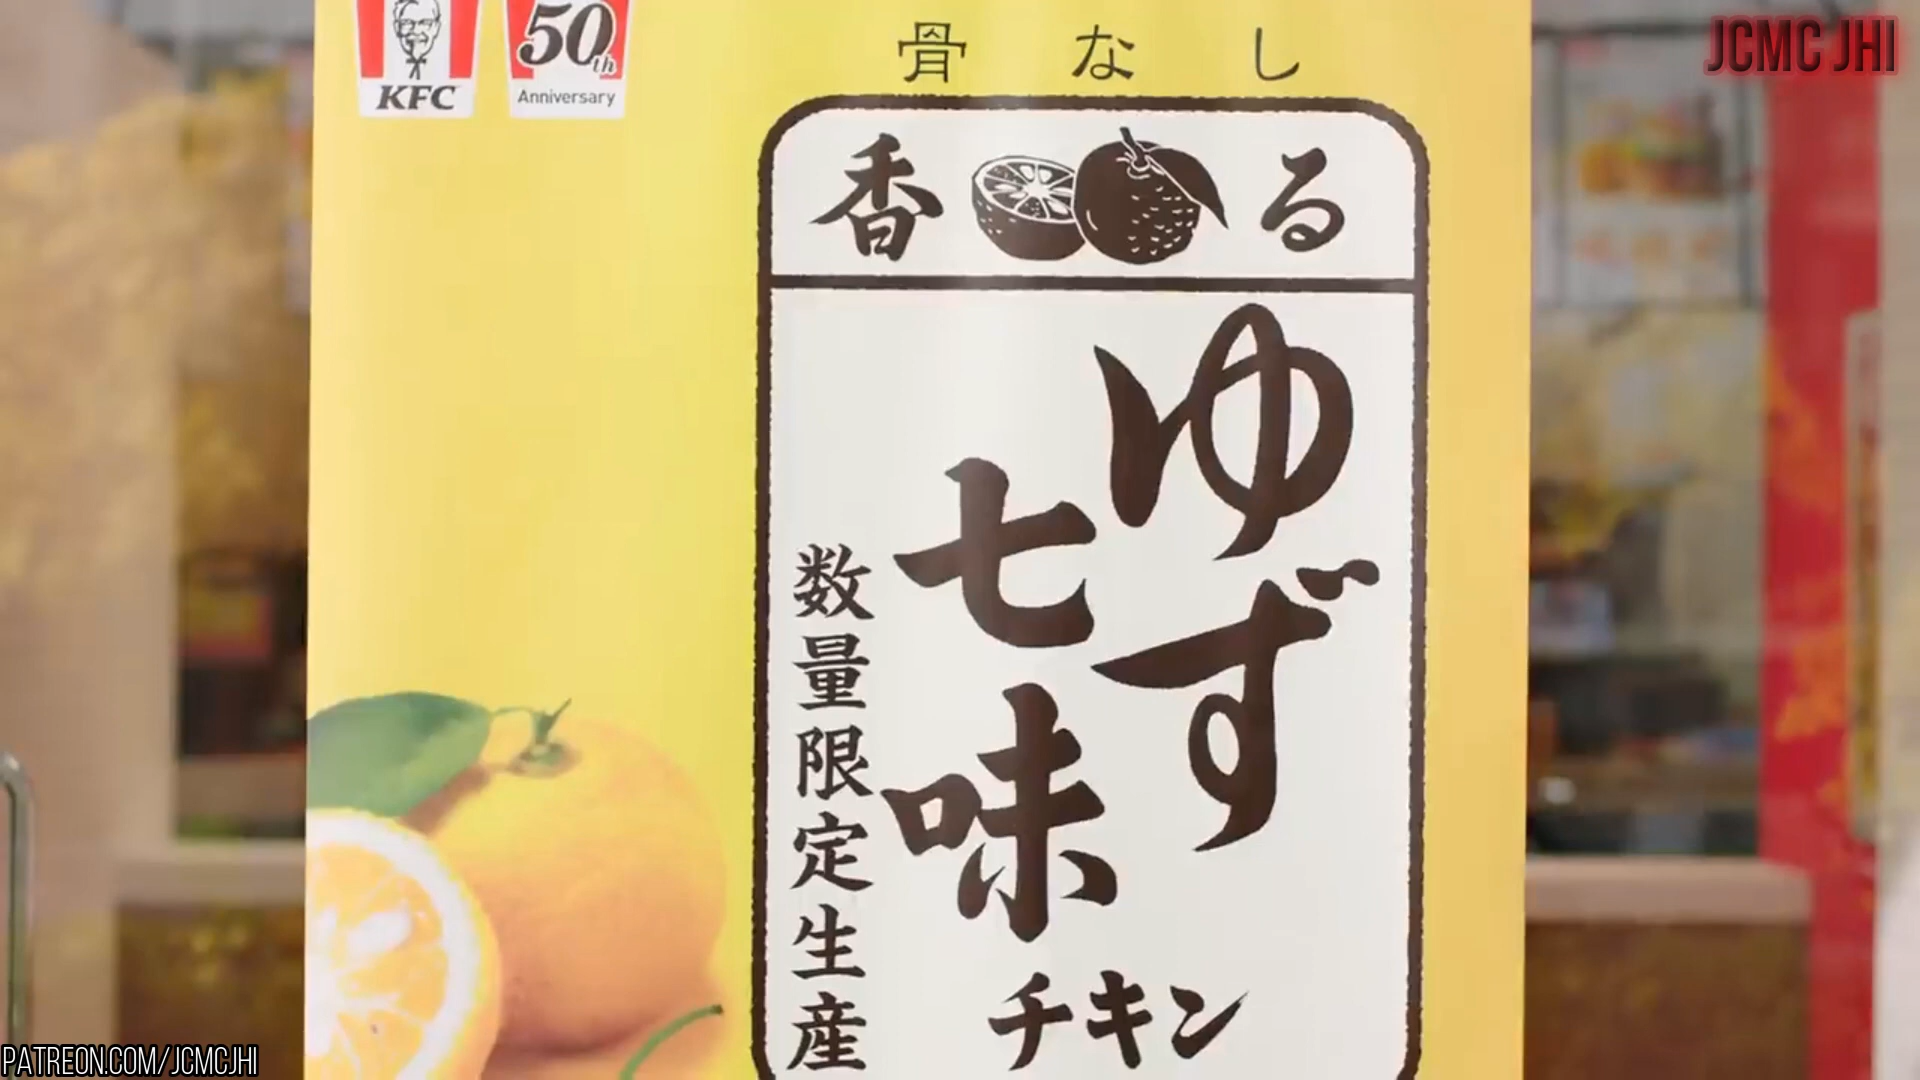 KFC
50th
Anniversary
骨なし
JCMC JHI
香る
ゆず
七味
チキン
数量限定生産
PATREON.COM/JCMCJHI